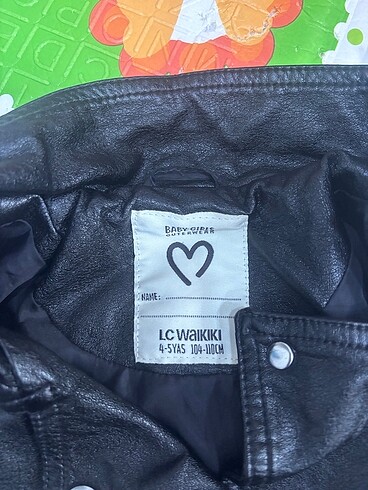 BABY GIRLS
OUTERWEAR
NAME:
LC WAIKIKI
4-5YAS 104-110CM